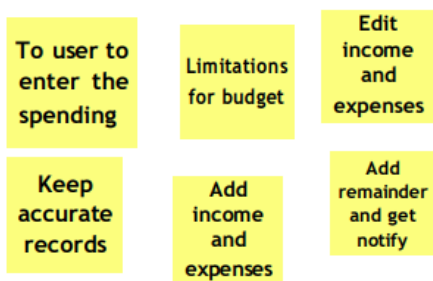 To user to
enter the
spending
Limitations
for budget
Edit
income
and
expenses
Keep
accurate
records
Add
income
and
expenses
Add
remainder
and get
notify